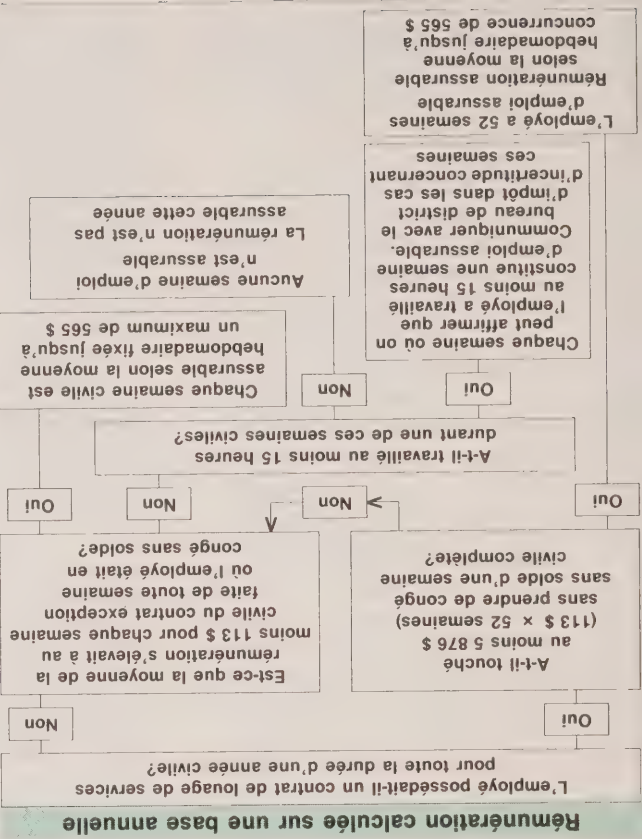 Rémunération calculée sur une base annuelle
L'employé possédait-il un contrat de louage de services
pour toute la durée d'une année civile?
Oui
Non
A-t-il touché
au moins 5 876 $
(113 $ × 52 semaines)
sans prendre de congé
sans solde d'une semaine
civile complète?
Est-ce que la moyenne de la
rémunération s'élevait à au
moins 113 $ pour chaque semaine
civile du contrat exception
faite de toute semaine
où l'employé était en
congé sans solde?
Oui
Non
Non
Oui
A-t-il travaillé au moins 15 heures
durant une de ces semaines civiles?
Oui
Non
Chaque semaine où on
peut affirmer que
l'employé a travaillé
au moins 15 heures
constitue une semaine
d'emploi assurable.
Communiquer avec le
bureau de district
d'impôt dans les cas
d'incertitude concernant
ces semaines
Chaque semaine civile est
assurable selon la moyenne
hebdomadaire fixée jusqu'à
un maximum de 565 $
Aucune semaine d'emploi
n'est assurable
La rémunération n'est pas
assurable cette année
L'employé a 52 semaines
d'emploi assurable
Rémunération assurable
selon la moyenne
hebdomadaire jusqu'à
concurrence de 565 $